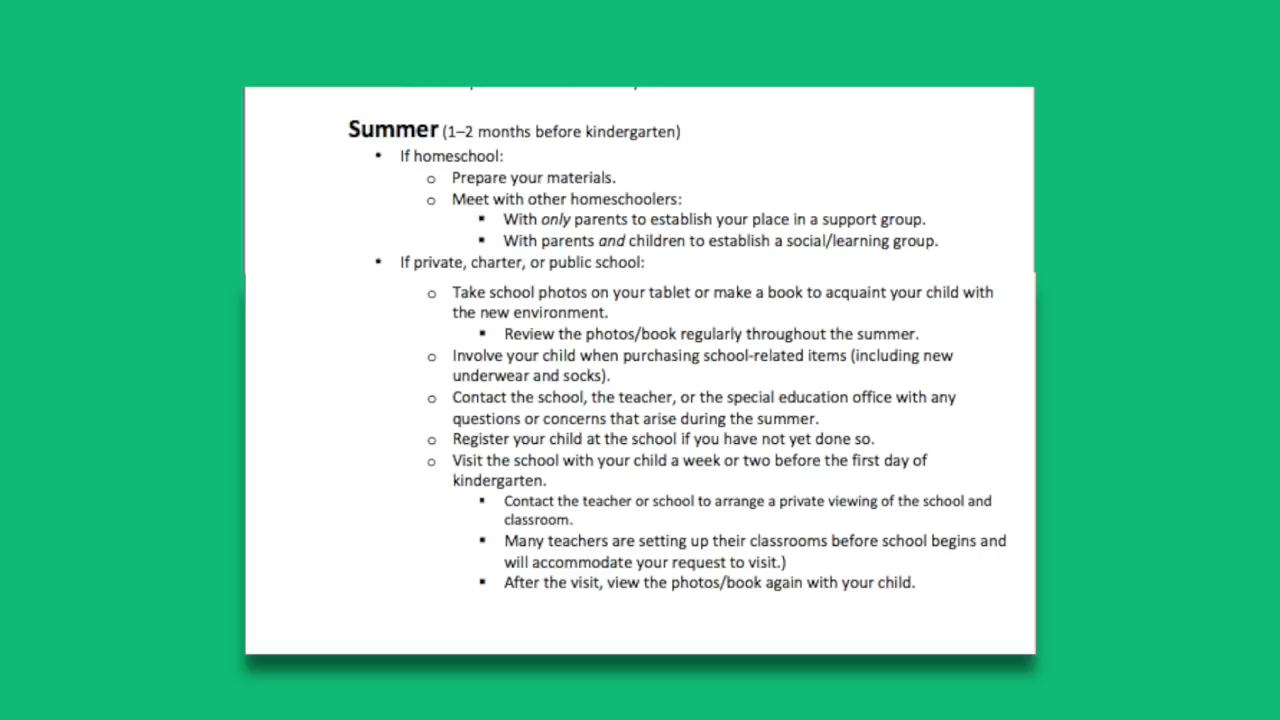 Summer (1–2 months before kindergarten)
• If homeschool:
o Prepare your materials.
o Meet with other homeschoolers:
▪ With only parents to establish your place in a support group.
▪ With parents and children to establish a social/learning group.
• If private, charter, or public school:
o Take school photos on your tablet or make a book to acquaint your child with
the new environment.
▪ Review the photos/book regularly throughout the summer.
o Involve your child when purchasing school-related items (including new
underwear and socks).
o Contact the school, the teacher, or the special education office with any
questions or concerns that arise during the summer.
o Register your child at the school if you have not yet done so.
o Visit the school with your child a week or two before the first day of
kindergarten.
▪ Contact the teacher or school to arrange a private viewing of the school and
classroom.
▪ Many teachers are setting up their classrooms before school begins and
will accommodate your request to visit.)
▪ After the visit, view the photos/book again with your child.